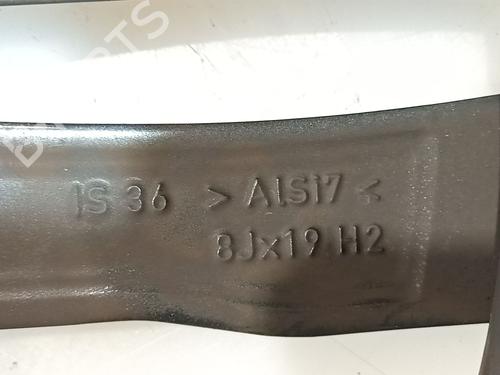 IS 36 > AlSi7 <
8Jx19 H2